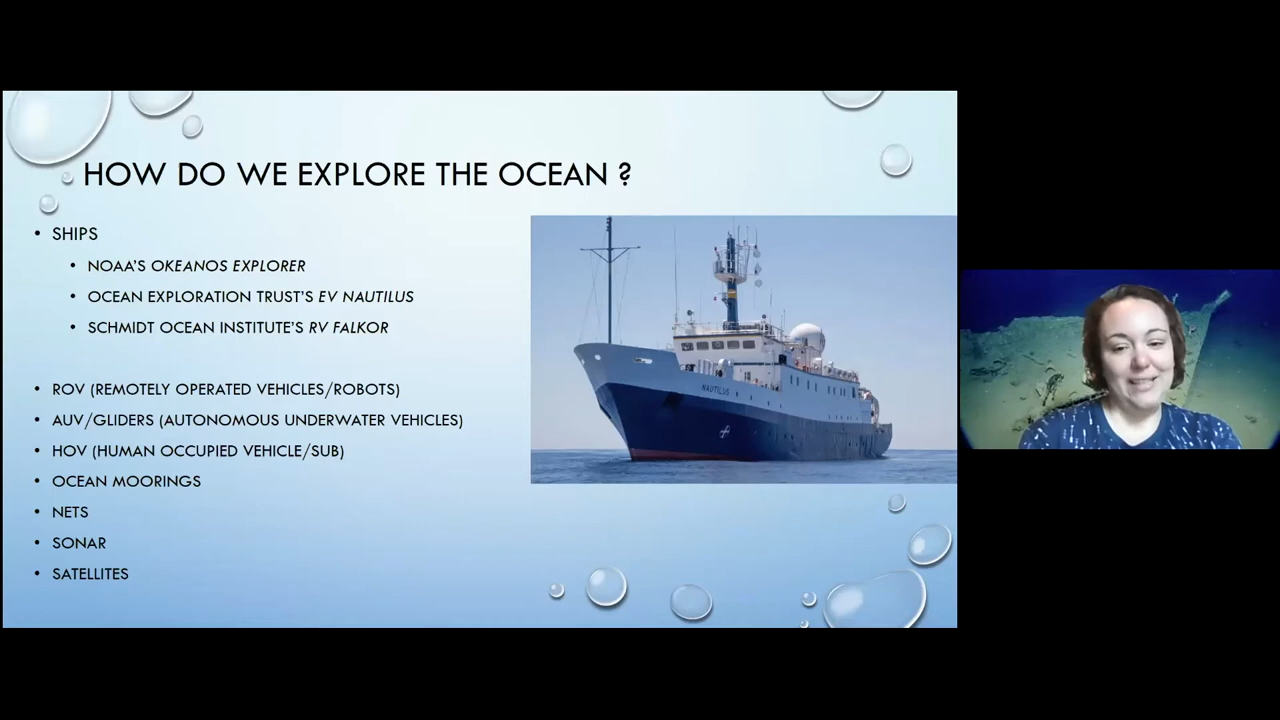 HOW DO WE EXPLORE THE OCEAN ?
• SHIPS
• NOAA'S OKEANOS EXPLORER
• OCEAN EXPLORATION TRUST'S EV NAUTILUS
• SCHMIDT OCEAN INSTITUTE'S RV FALKOR
• ROV (REMOTELY OPERATED VEHICLES/ROBOTS)
• AUV/GLIDERS (AUTONOMOUS UNDERWATER VEHICLES)
• HOV (HUMAN OCCUPIED VEHICLE/SUB)
• OCEAN MOORINGS
• NETS
• SONAR
• SATELLITES
NAUTILUS